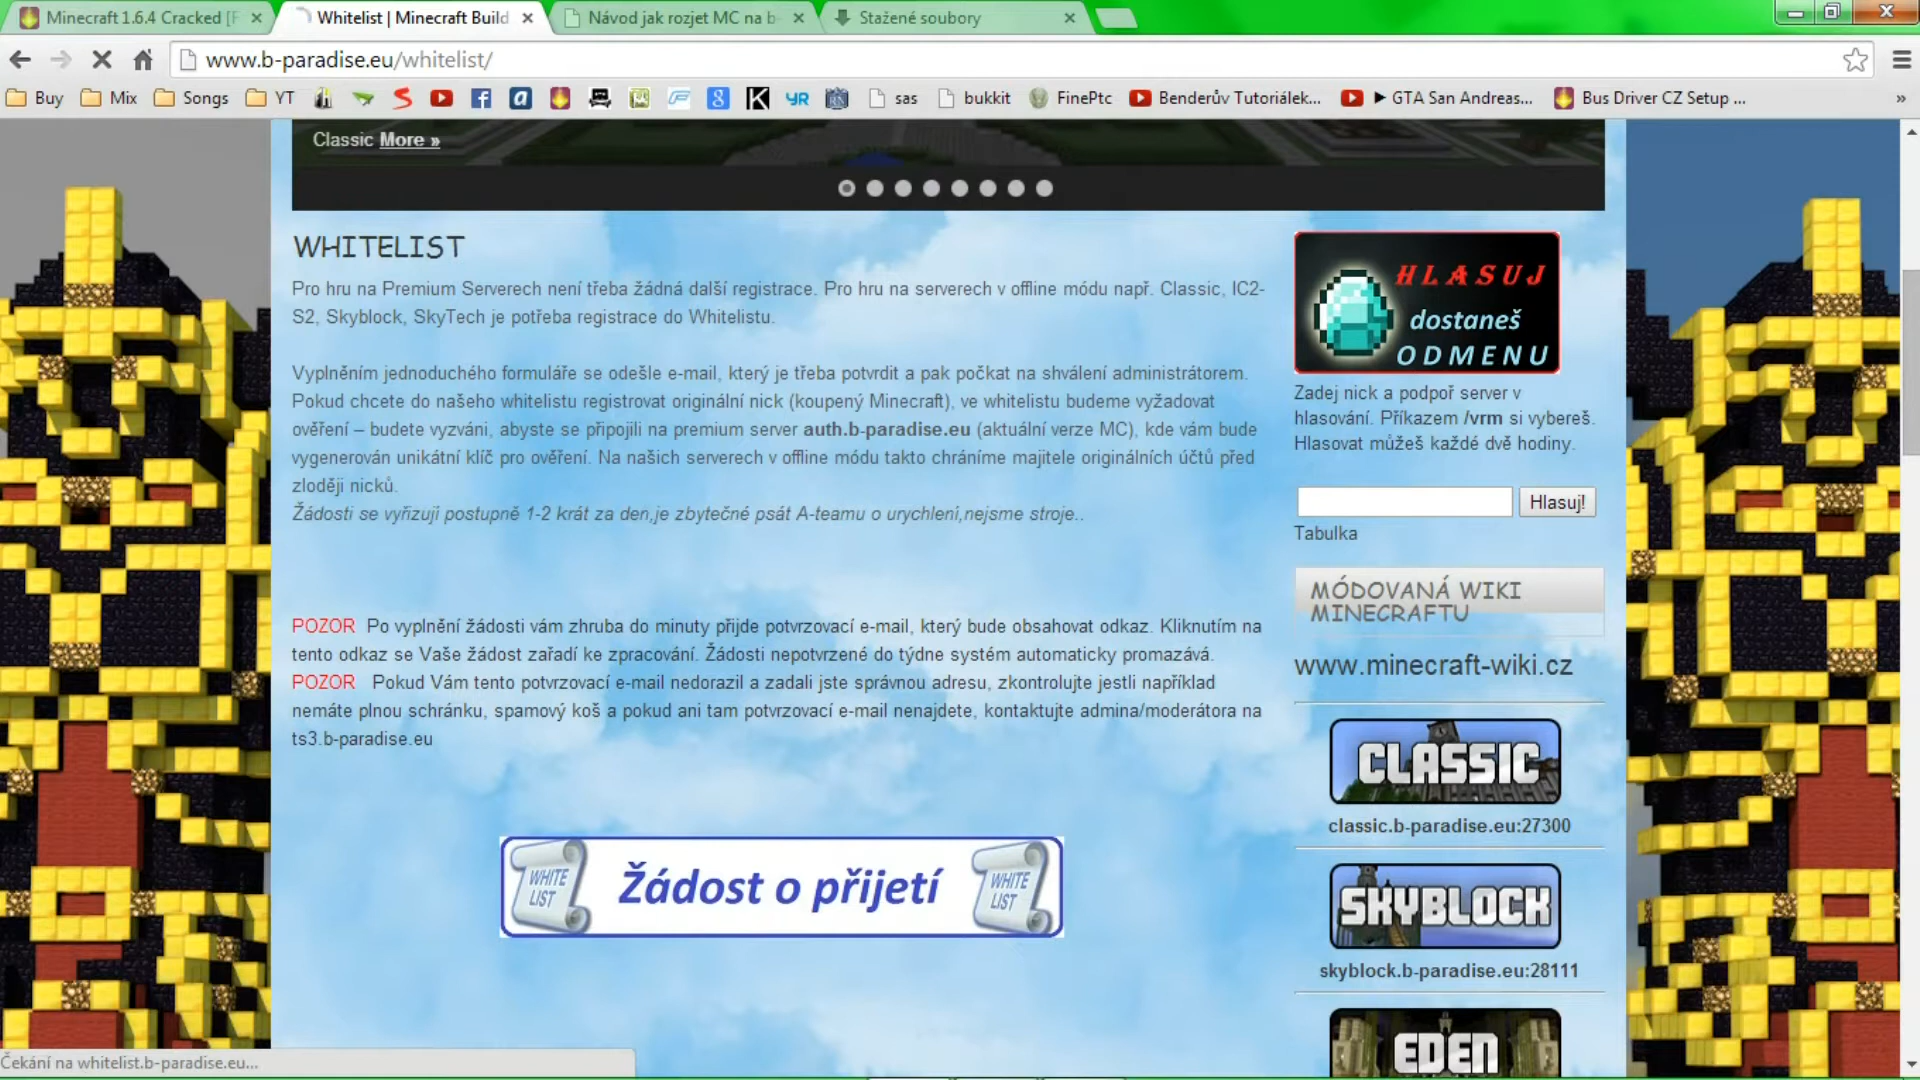 Minecraft 1.6.4 Cracked [F
Whitelist | Minecraft Build
Návod jak rozjet MC na b-
Stažené soubory
www.b-paradise.eu/whitelist/
Buy
Mix
Songs
YT
sas
bukkit
FinePtc
Benderův Tutoriálek...
► GTA San Andreas...
Bus Driver CZ Setup ...
»
Classic More »
WHITELIST
Pro hru na Premium Serverech není třeba žádná další registrace. Pro hru na serverech v offline módu např. Classic, IC2-
S2, Skyblock, SkyTech je potřeba registrace do Whitelistu.
Vyplněním jednoduchého formuláře se odešle e-mail, který je třeba potvrdit a pak počkat na shválení administrátorem.
Pokud chcete do našeho whitelistu registrovat originální nick (koupený Minecraft), ve whitelistu budeme vyžadovat
ověření – budete vyzváni, abyste se připojili na premium server auth.b-paradise.eu (aktuální verze MC), kde vám bude
vygenerován unikátní klíč pro ověření. Na našich serverech v offline módu takto chráníme majitele originálních účtů před
zloději nicků.
Žádosti se vyřizují postupně 1-2 krát za den,je zbytečné psát A-teamu o urychlení,nejsme stroje..
POZOR Po vyplnění žádosti vám zhruba do minuty přijde potvrzovací e-mail, který bude obsahovat odkaz. Kliknutím na
tento odkaz se Vaše žádost zařadí ke zpracování. Žádosti nepotvrzené do týdne systém automaticky promazává.
POZOR Pokud Vám tento potvrzovací e-mail nedorazil a zadali jste správnou adresu, zkontrolujte jestli například
nemáte plnou schránku, spamový koš a pokud ani tam potvrzovací e-mail nenajdete, kontaktujte admina/moderátora na
ts3.b-paradise.eu
WHITE
LIST
Žádost o přijetí
WHITE
LIST
HLASUJ
dostaneš
ODMENU
Zadej nick a podpoř server v
hlasování. Příkazem /vrm si vybereš.
Hlasovat můžeš každé dvě hodiny.
Hlasuj!
Tabulka
MÓDOVANÁ WIKI
MINECRAFTU
www.minecraft-wiki.cz
CLASSIC
classic.b-paradise.eu:27300
SKYBLOCK
skyblock.b-paradise.eu:28111
EDEN
Čekání na whitelist.b-paradise.eu...